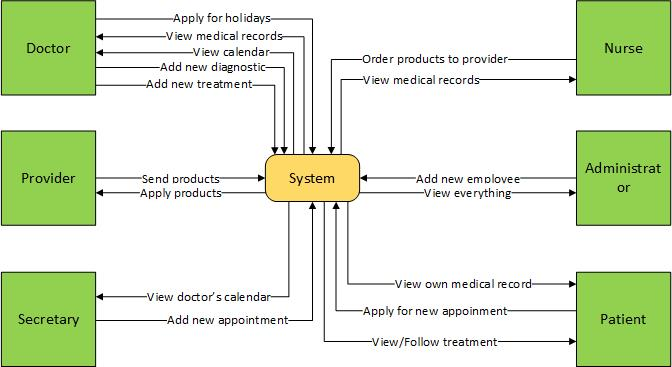 Doctor
Apply for holidays
View medical records
View calendar
Add new diagnostic
Add new treatment
Nurse
Order products to provider
View medical records
Provider
Send products
Apply products
System
Add new employee
View everything
Administrat
or
Secretary
View doctor's calendar
Add new appointment
View own medical record
Apply for new appoinment
View/Follow treatment
Patient